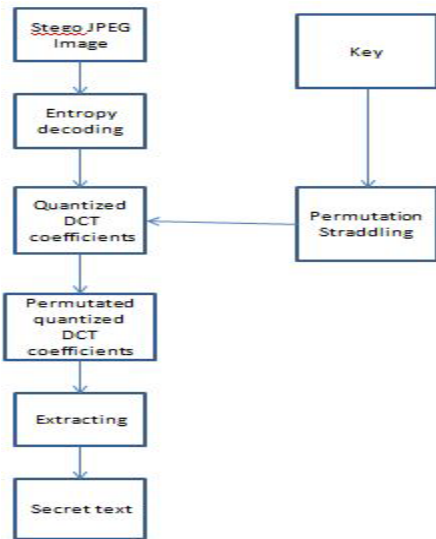 Stego JPEG
Image
Key
Entropy
decoding
Quantized
DCT
coefficients
Permutation
Straddling
Permutated
quantized
DCT
coefficients
Extracting
Secret text